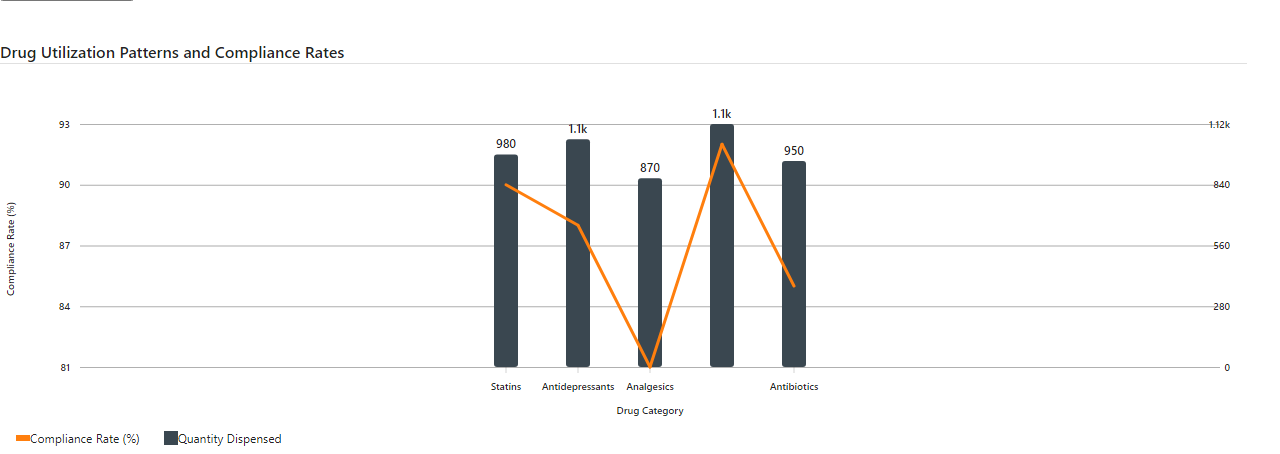 Drug Utilization Patterns and Compliance Rates
93
90
87
84
81
Compliance Rate (%)
1.12k
840
560
280
0
980
1.1k
870
1.1k
950
Statins
Antidepressants
Analgesics
Antibiotics
Drug Category
Compliance Rate (%)
Quantity Dispensed